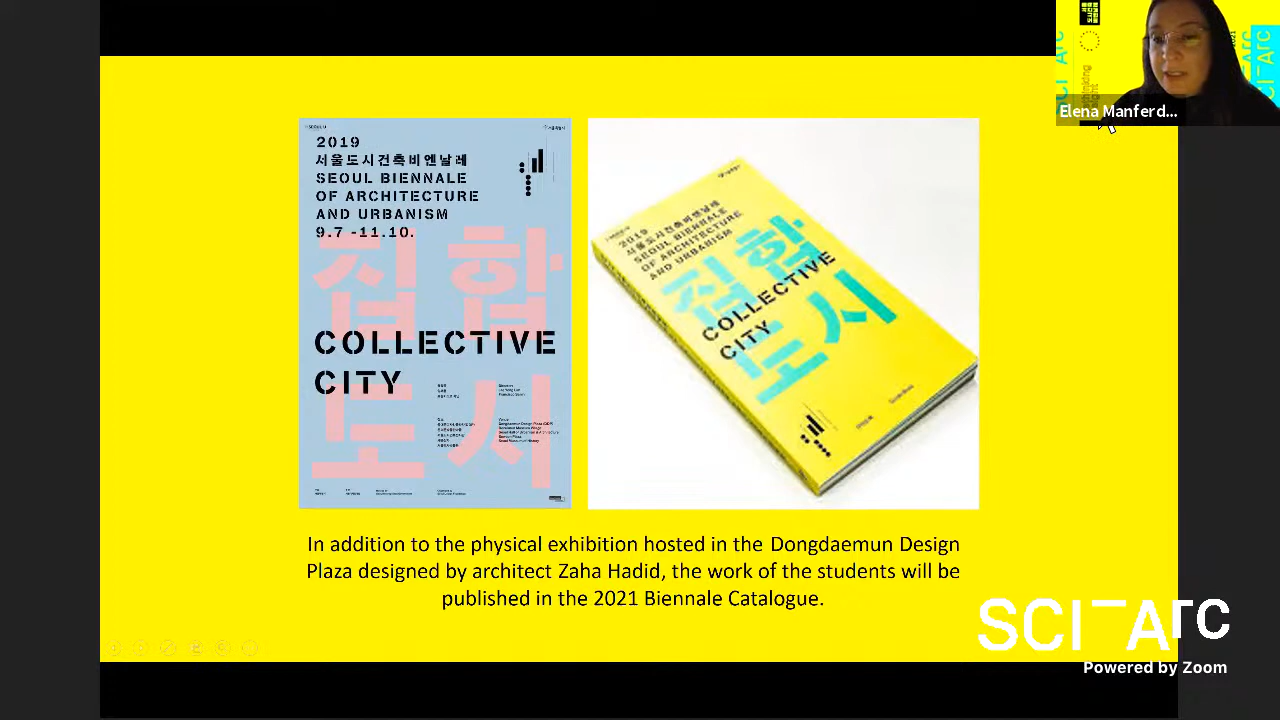 2019
서울도시건축비엔날레
SEOUL BIENNALE
OF ARCHITECTURE
AND URBANISM
9.7 -11.10.
집합
도시
COLLECTIVE
CITY
2019
서울도시건축비엔날레
SEOUL BIENNALE
OF ARCHITECTURE
AND URBANISM
집합
도시
COLLECTIVE
CITY
In addition to the physical exhibition hosted in the Dongdaemun Design
Plaza designed by architect Zaha Hadid, the work of the students will be
published in the 2021 Biennale Catalogue.
Elena Manferd...
SCI-Arc
Powered by Zoom